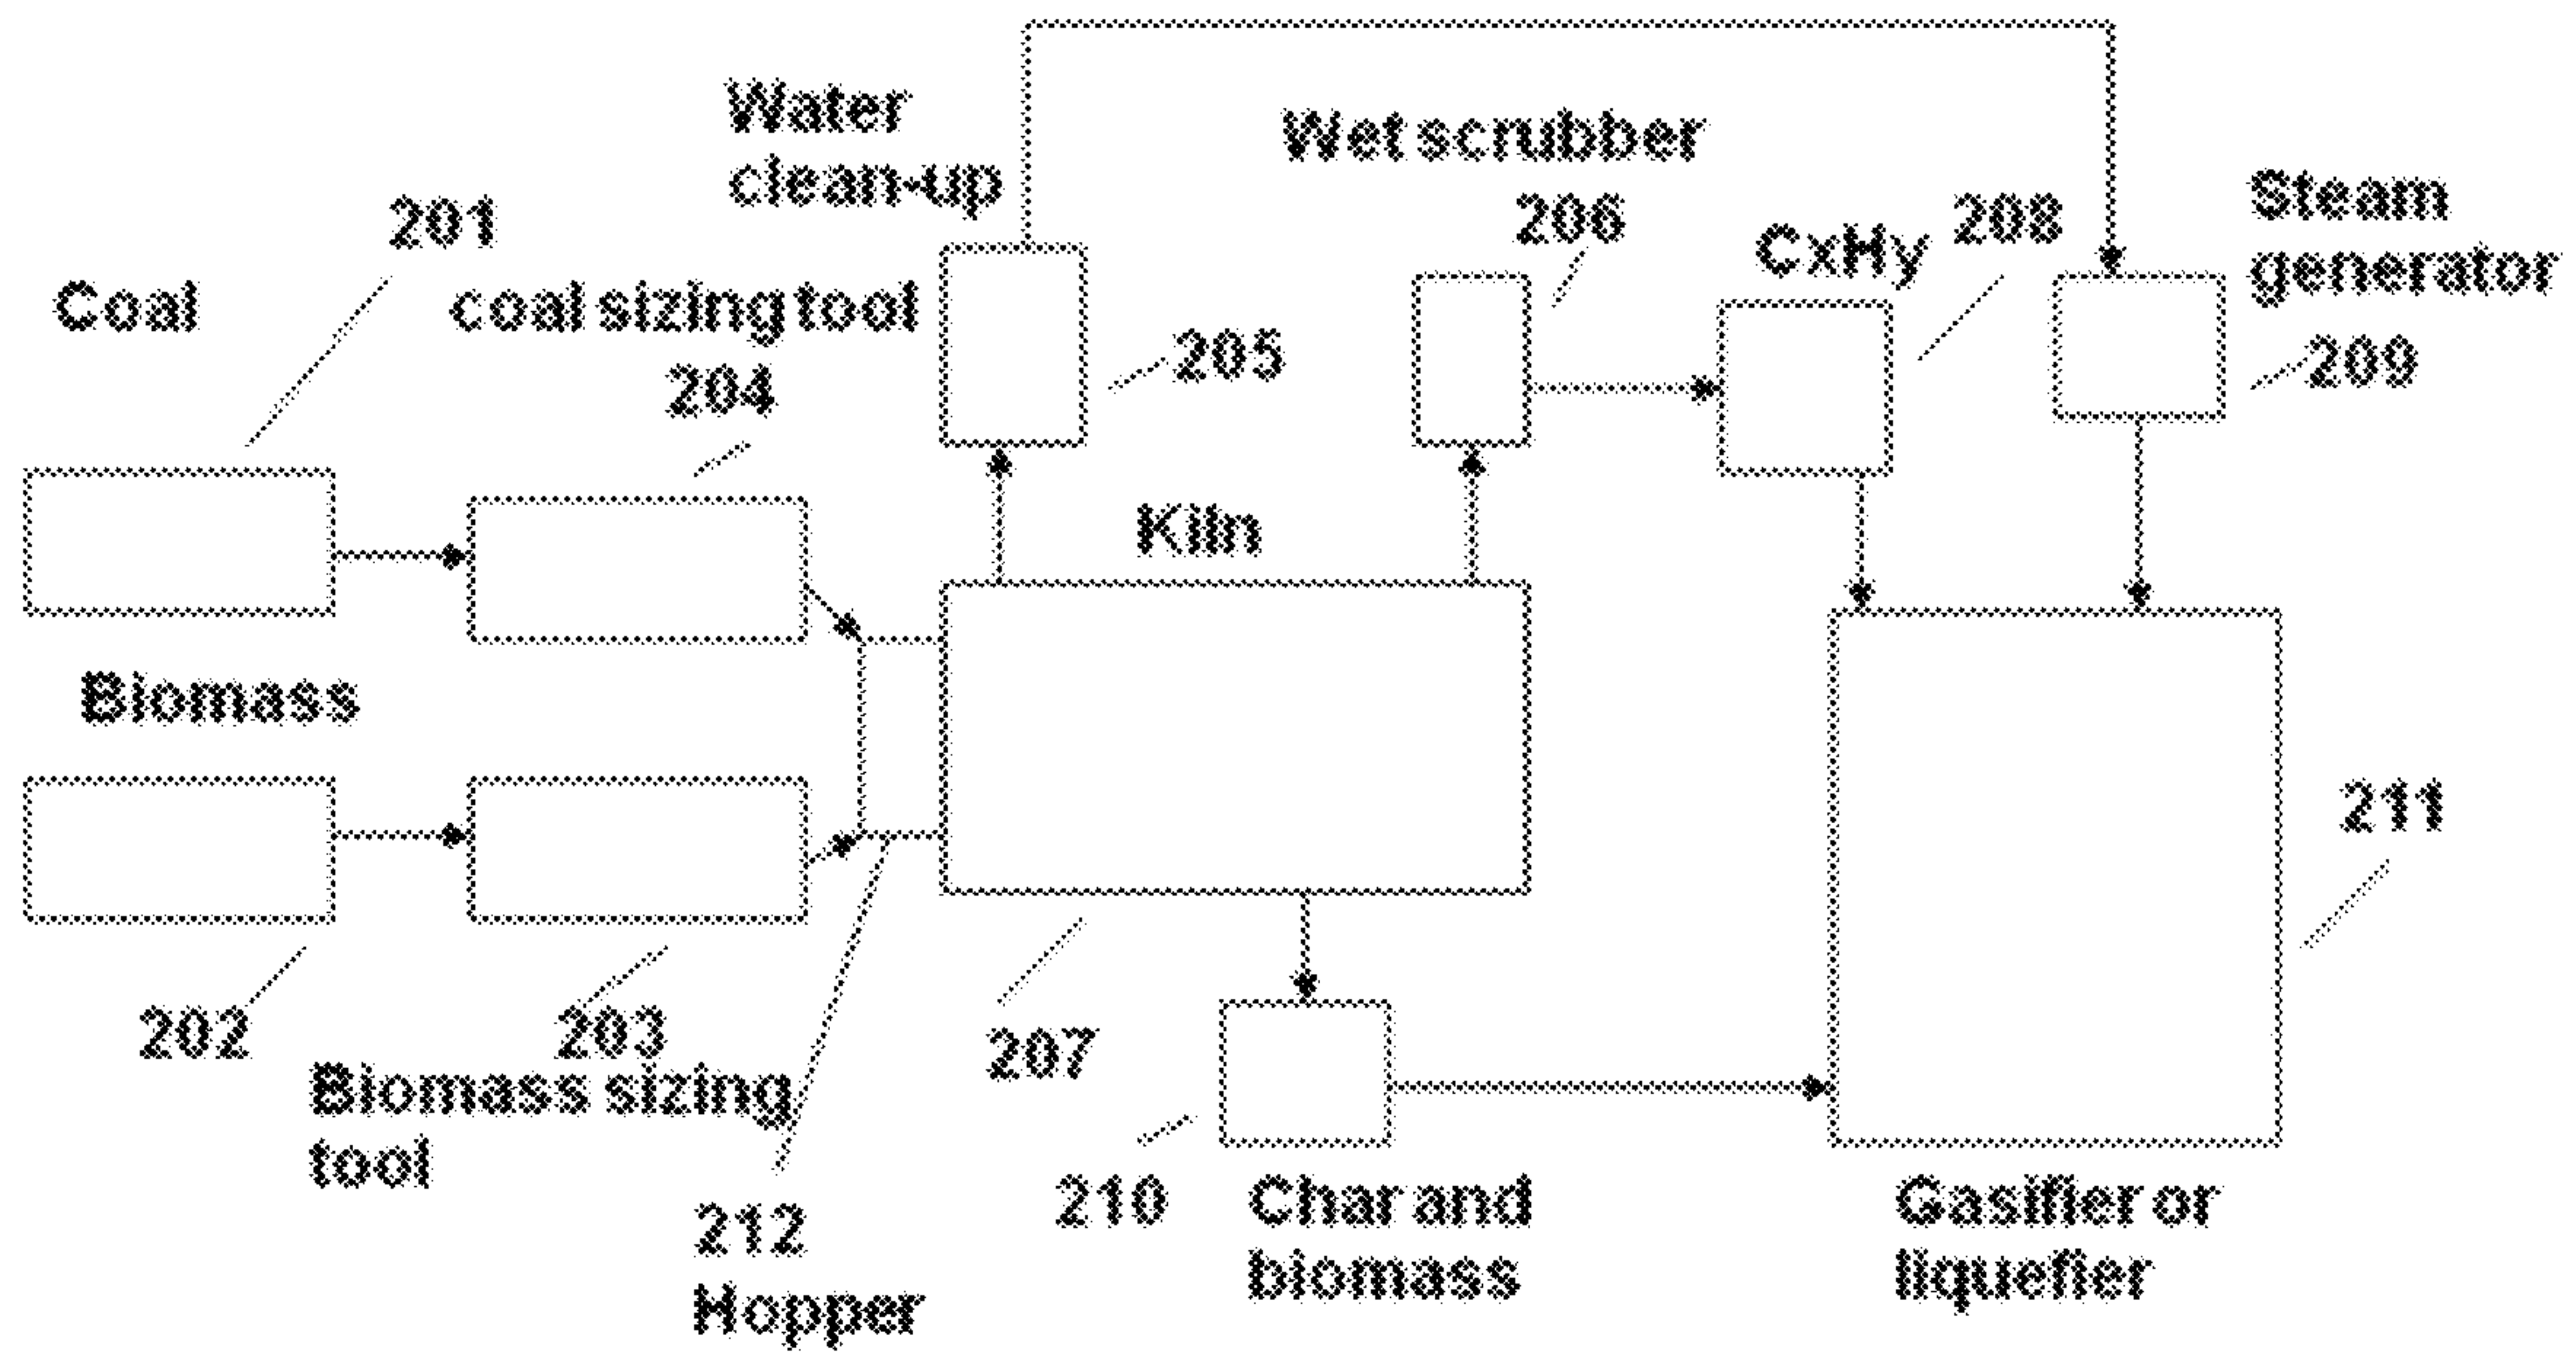 Water
clean-up
Wet scrubber
206
208
CxHy
Steam
generator
209
201
Coal
coal sizing tool
204
205
Kiln
Biomass
211
202
203
Biomass sizing
tool
207
212
Hopper
210
Char and
biomass
Gasifier or
liquefier